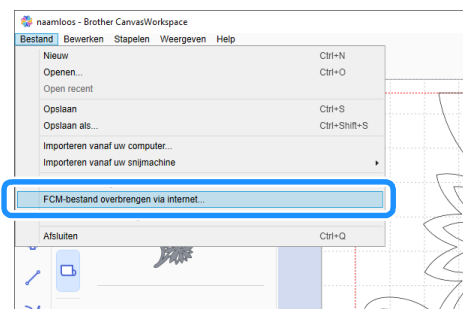 naamloos - Brother CanvasWorkspace
Bestand Bewerken Stapelen Weergeven Help
Nieuw Ctrl+N
Openen... Ctrl+O
Open recent
Opslaan Ctrl+S
Opslaan als... Ctrl+Shift+S
Importeren vanaf uw computer...
Importeren vanaf uw snijmachine
FCM-bestand overbrengen via internet...
Afsluiten Ctrl+Q